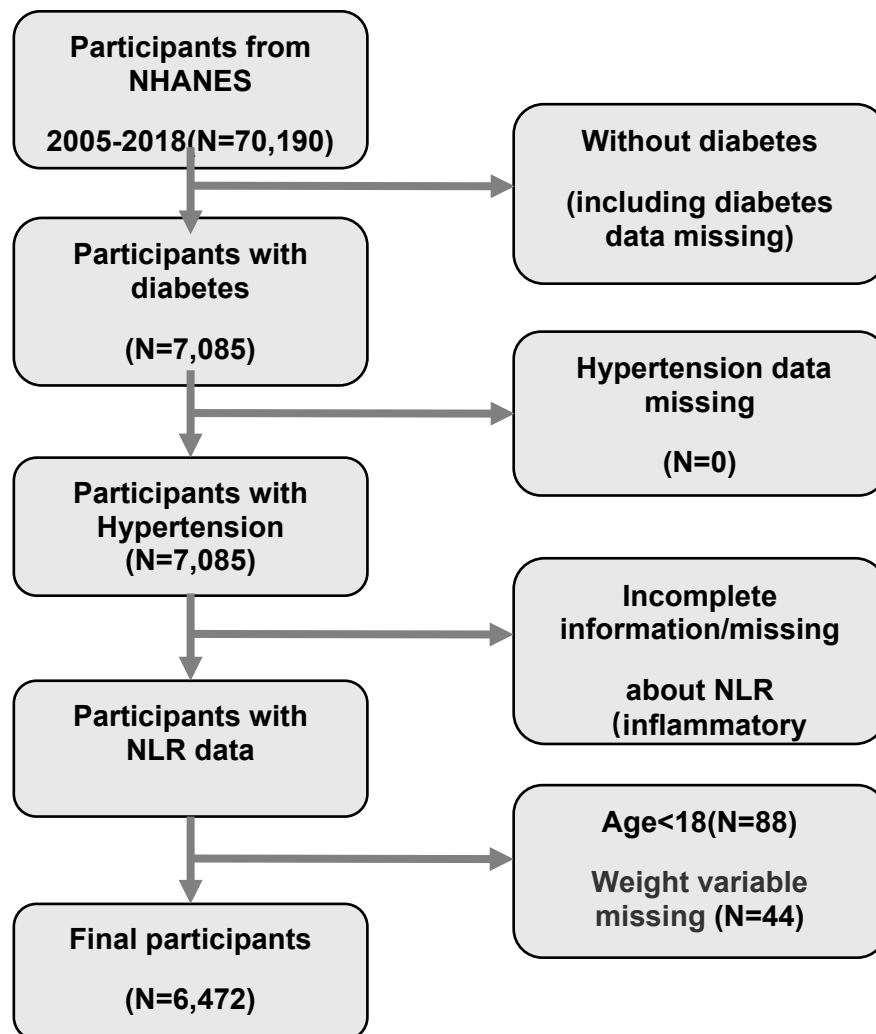 Participants from
NHANES
2005-2018(N=70,190)
Without diabetes
(including diabetes
data missing)
Participants with
diabetes
(N=7,085)
Hypertension data
missing
(N=0)
Participants with
Hypertension
(N=7,085)
Incomplete
information/missing
about NLR
(inflammatory
Participants with
NLR data
Age<18(N=88)
Weight variable
missing (N=44)
Final participants
(N=6,472)